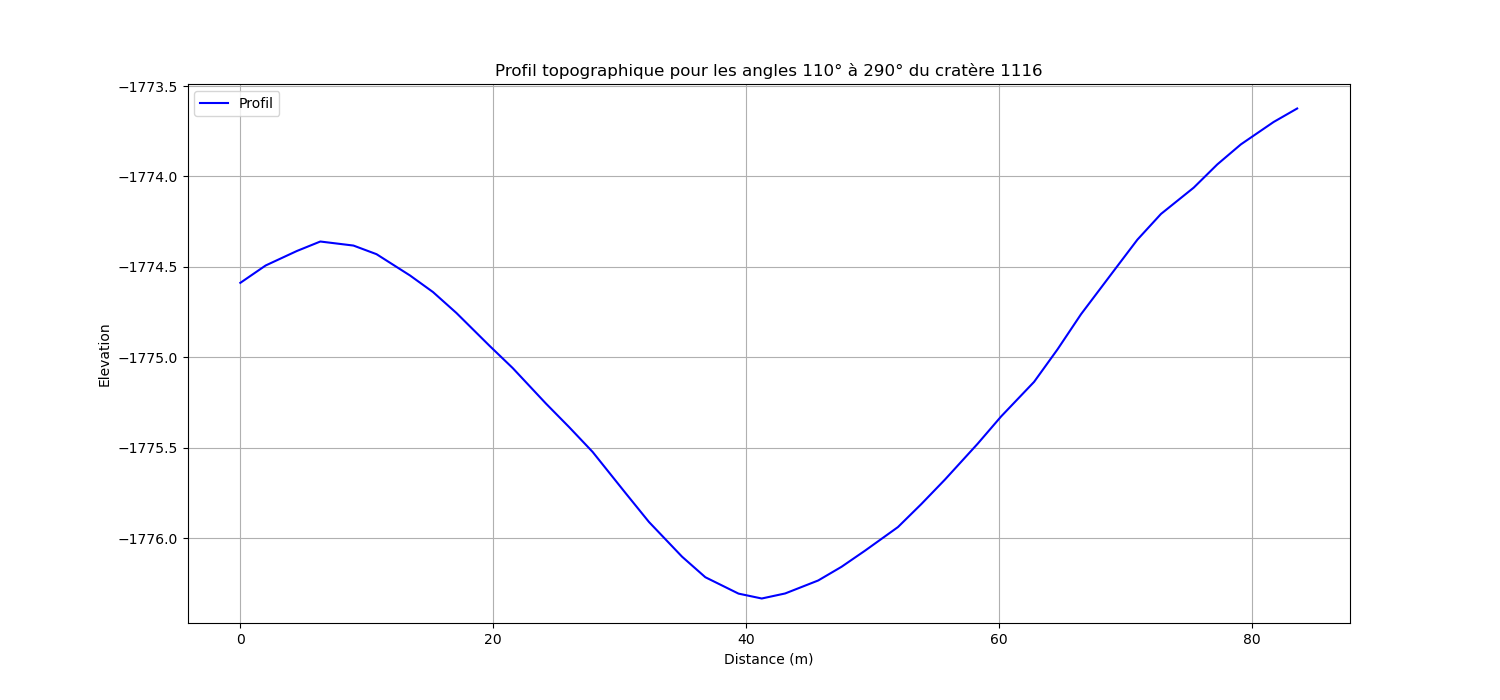 Profil topographique pour les angles 110° à 290° du cratère 1116
Profil
Elevation
−1773.5
−1774.0
−1774.5
−1775.0
−1775.5
−1776.0
0 20 40 60 80
Distance (m)